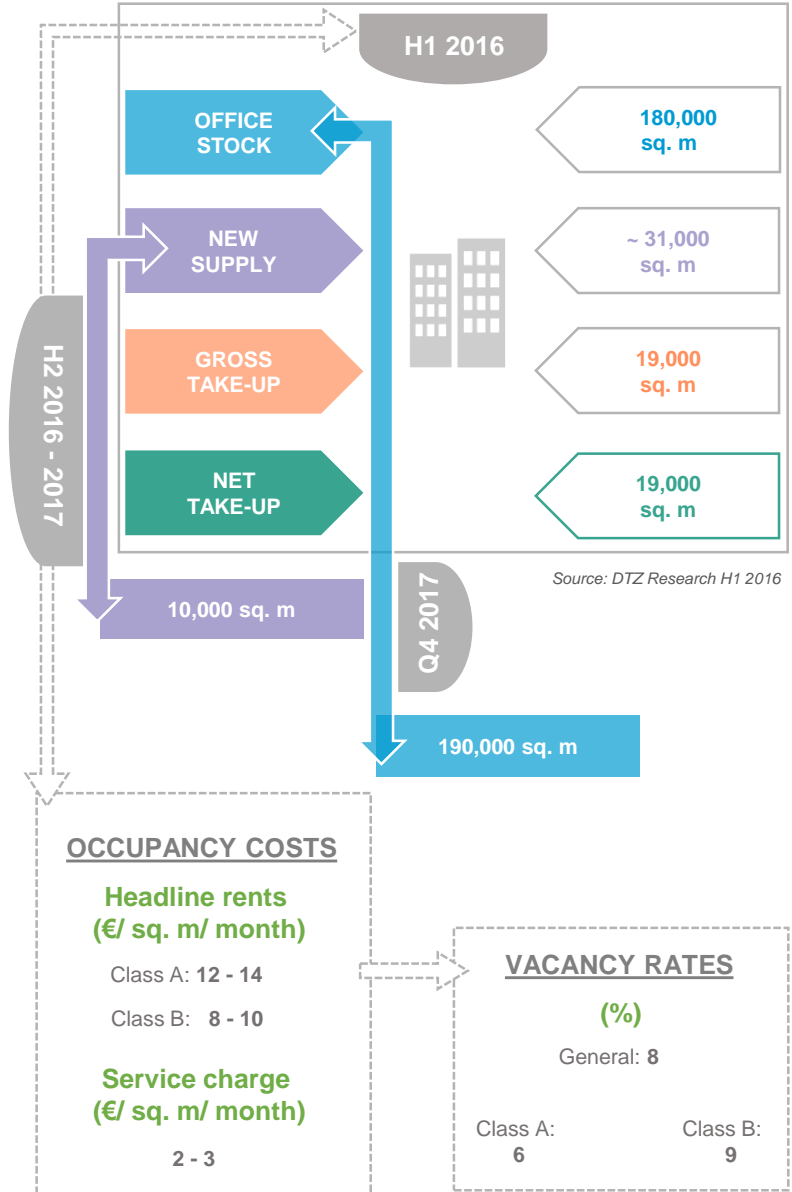 H1 2016
OFFICE
STOCK
180,000
sq. m
NEW
SUPPLY
~ 31,000
sq. m
GROSS
TAKE-UP
19,000
sq. m
NET
TAKE-UP
19,000
sq. m
H2 2016 - 2017
Source: DTZ Research H1 2016
10,000 sq. m
Q4 2017
190,000 sq. m
OCCUPANCY COSTS
Headline rents
(€/ sq. m/ month)
Class A: 12 - 14
Class B: 8 - 10
Service charge
(€/ sq. m/ month)
2 - 3
VACANCY RATES
(%)
General: 8
Class A:
6
Class B:
9